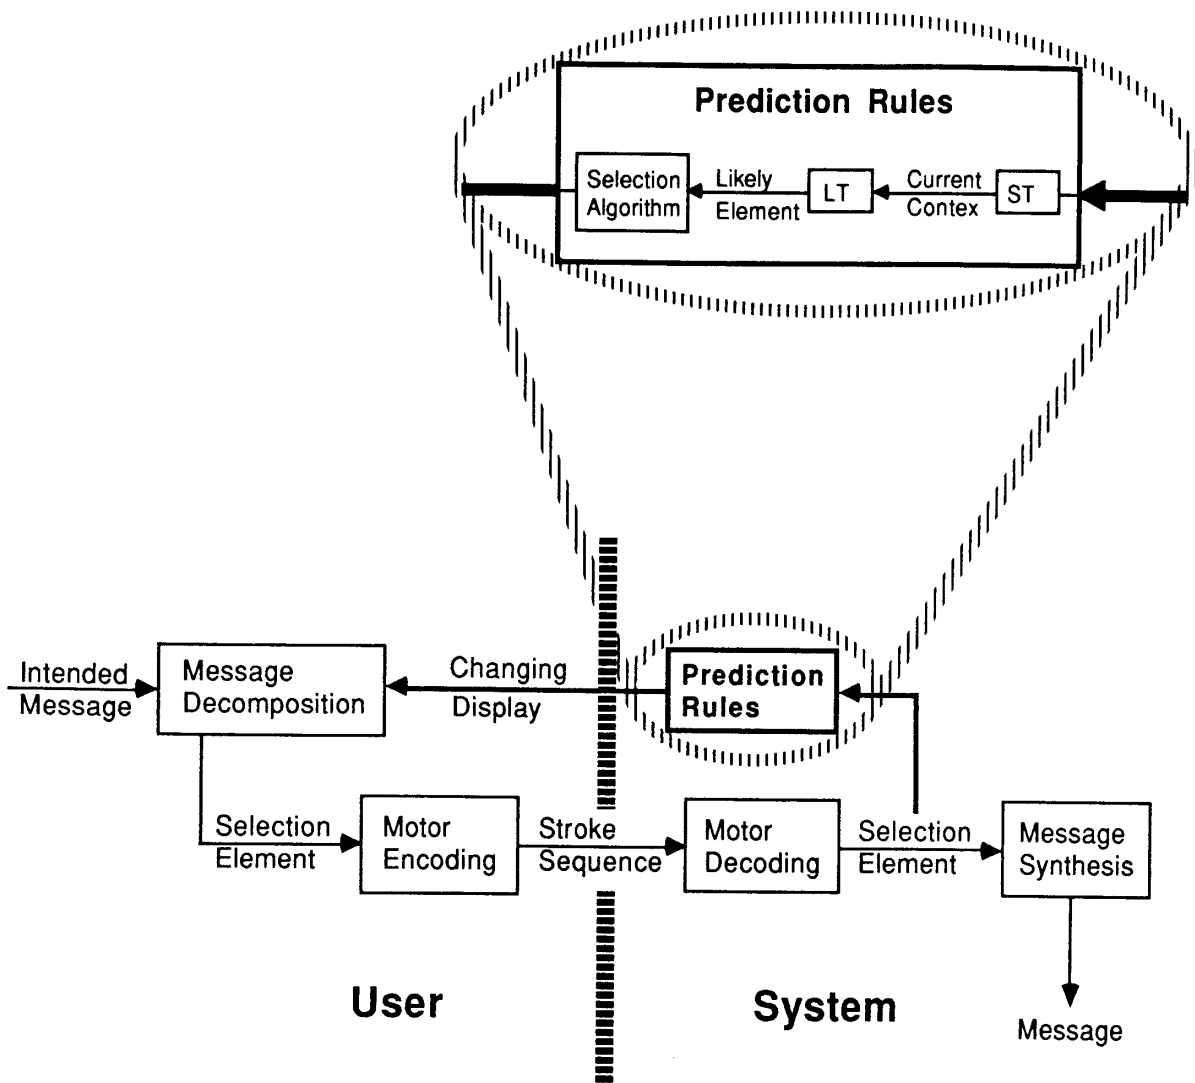 Prediction Rules
Selection
Algorithm
Likely
Element
LT
Current
Contex
ST
Intended
Message
Message
Decomposition
Changing
Display
Prediction
Rules
Selection
Element
Motor
Encoding
Stroke
Sequence
Motor
Decoding
Selection
Element
Message
Synthesis
User
System
Message